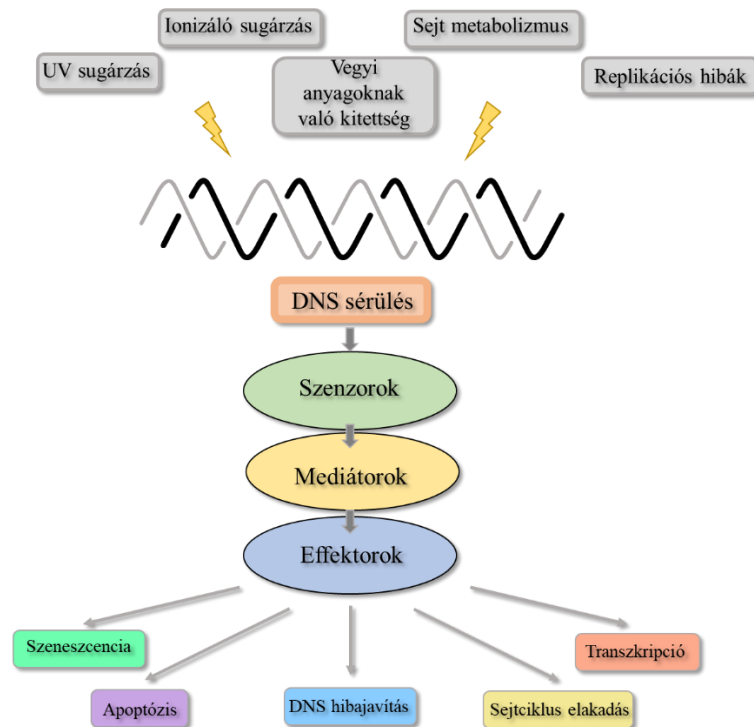 Ionizáló sugárzás
Sejt metabolizmus
UV sugárzás
Vegyi
anyagoknak
való kitettség
Replikációs hibák
DNS sérülés
Szenzorok
Mediátorok
Effektorok
Szeneszcencia
Transzkripció
Apoptózis
DNS hibajavítás
Sejtciklus elakadás